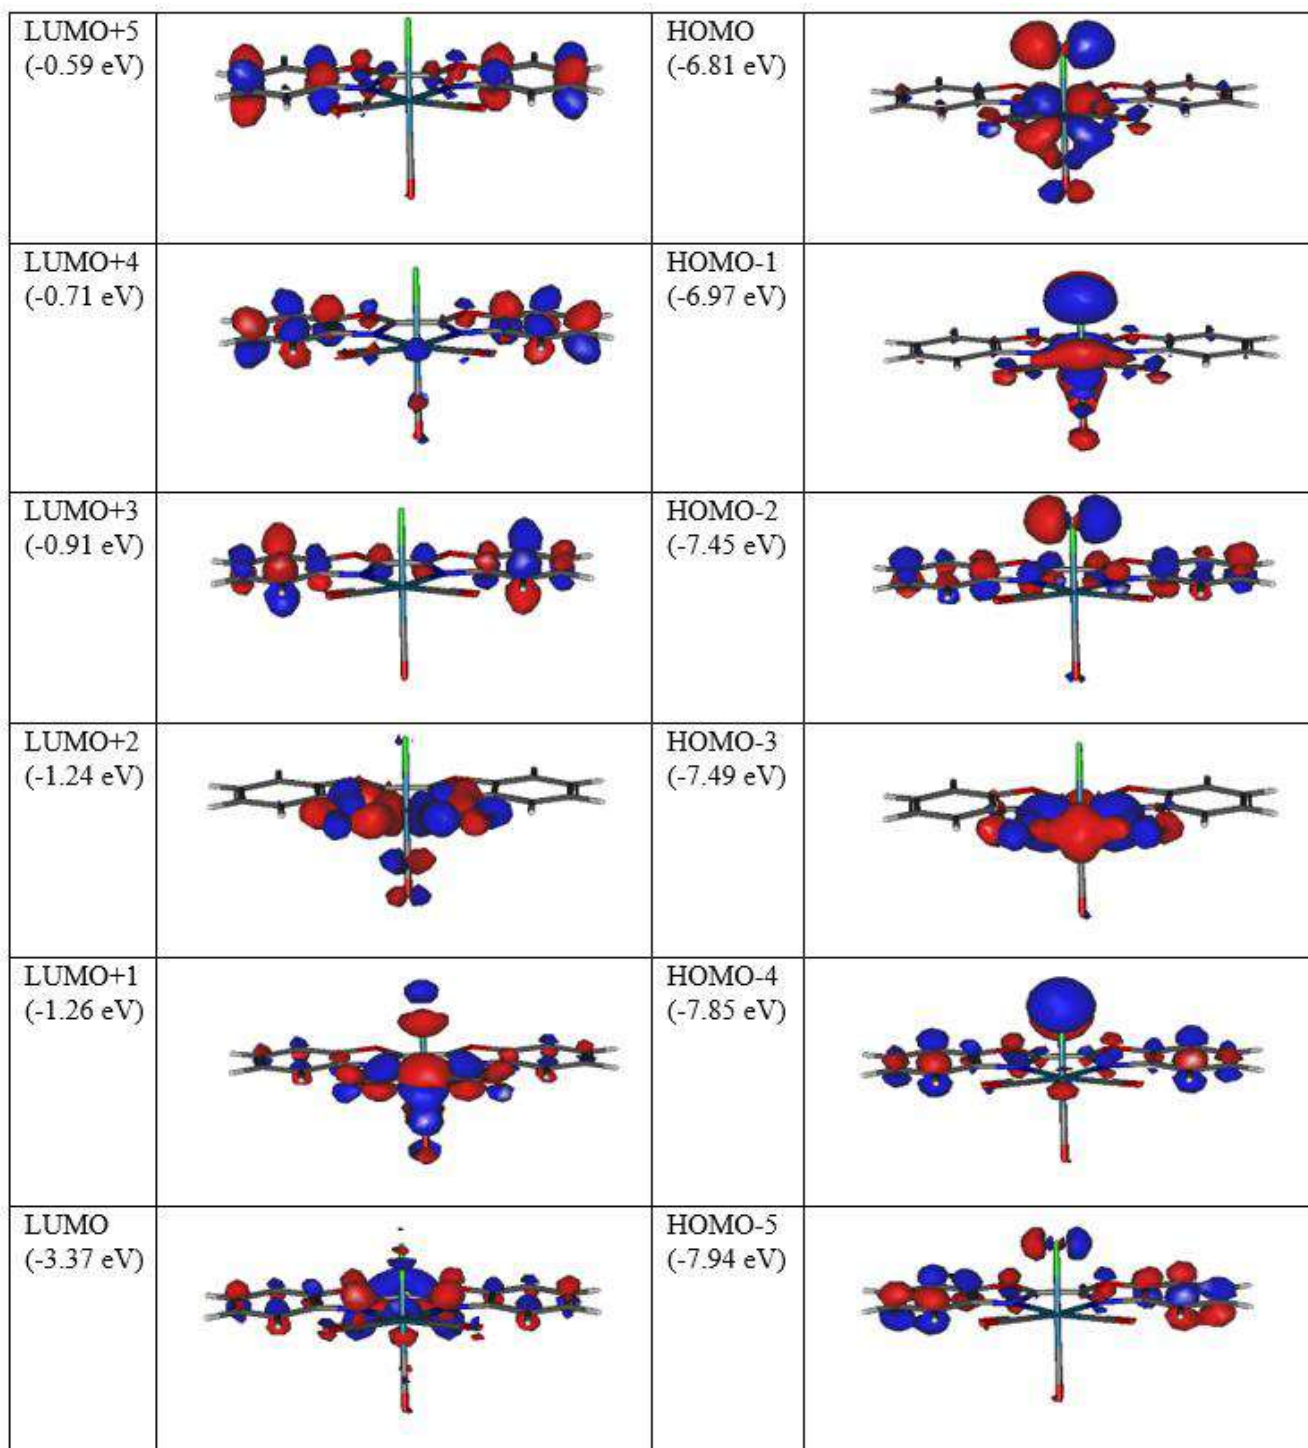 LUMO+5
(-0.59 eV)
HOMO
(-6.81 eV)
LUMO+4
(-0.71 eV)
HOMO-1
(-6.97 eV)
LUMO+3
(-0.91 eV)
HOMO-2
(-7.45 eV)
LUMO+2
(-1.24 eV)
HOMO-3
(-7.49 eV)
LUMO+1
(-1.26 eV)
HOMO-4
(-7.85 eV)
LUMO
(-3.37 eV)
HOMO-5
(-7.94 eV)